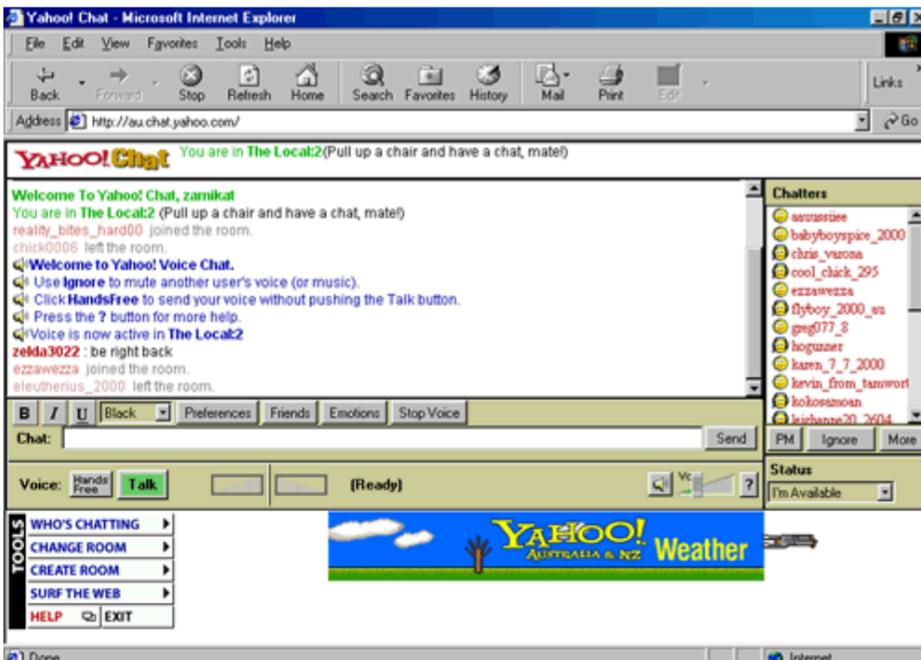 Yahoo! Chat - Microsoft Internet Explorer
File Edit View Favorites Tools Help
Back Forward Stop Refresh Home Search Favorites History Mail Print Edit Links
Address http://au.chat.yahoo.com/ Go
YAHOO! Chat You are in The Local:2(Pull up a chair and have a chat, mate!)
Welcome To Yahoo! Chat, zamikat
You are in The Local:2 (Pull up a chair and have a chat, mate!)
reality_bites_hard00 joined the room.
chick0006 left the room.
Welcome to Yahoo! Voice Chat.
Use Ignore to mute another user's voice (or music).
Click HandsFree to send your voice without pushing the Talk button.
Press the ? button for more help.
Voice is now active in The Local:2
zelda3022 : be right back
ezzawezza joined the room.
eleutherius_2000 left the room.
Chatters
babyboyspice_2000
chris_varona
cool_chick_295
ezzawezza
flyboy_2000_au
greg077_8
hogunner
karen_7_7_2000
kevin_from_tamwort
kokosamoan
leighanne20_2604
B I U Black Preferences Friends Emotions Stop Voice
Chat: Send
PM Ignore More
Voice: Hands Free Talk (Ready) ?
Status
I'm Available
TOOLS
WHO'S CHATTING
CHANGE ROOM
CREATE ROOM
SURF THE WEB
HELP EXIT
YAHOO!
AUSTRALIA & NZ Weather
Done Internet